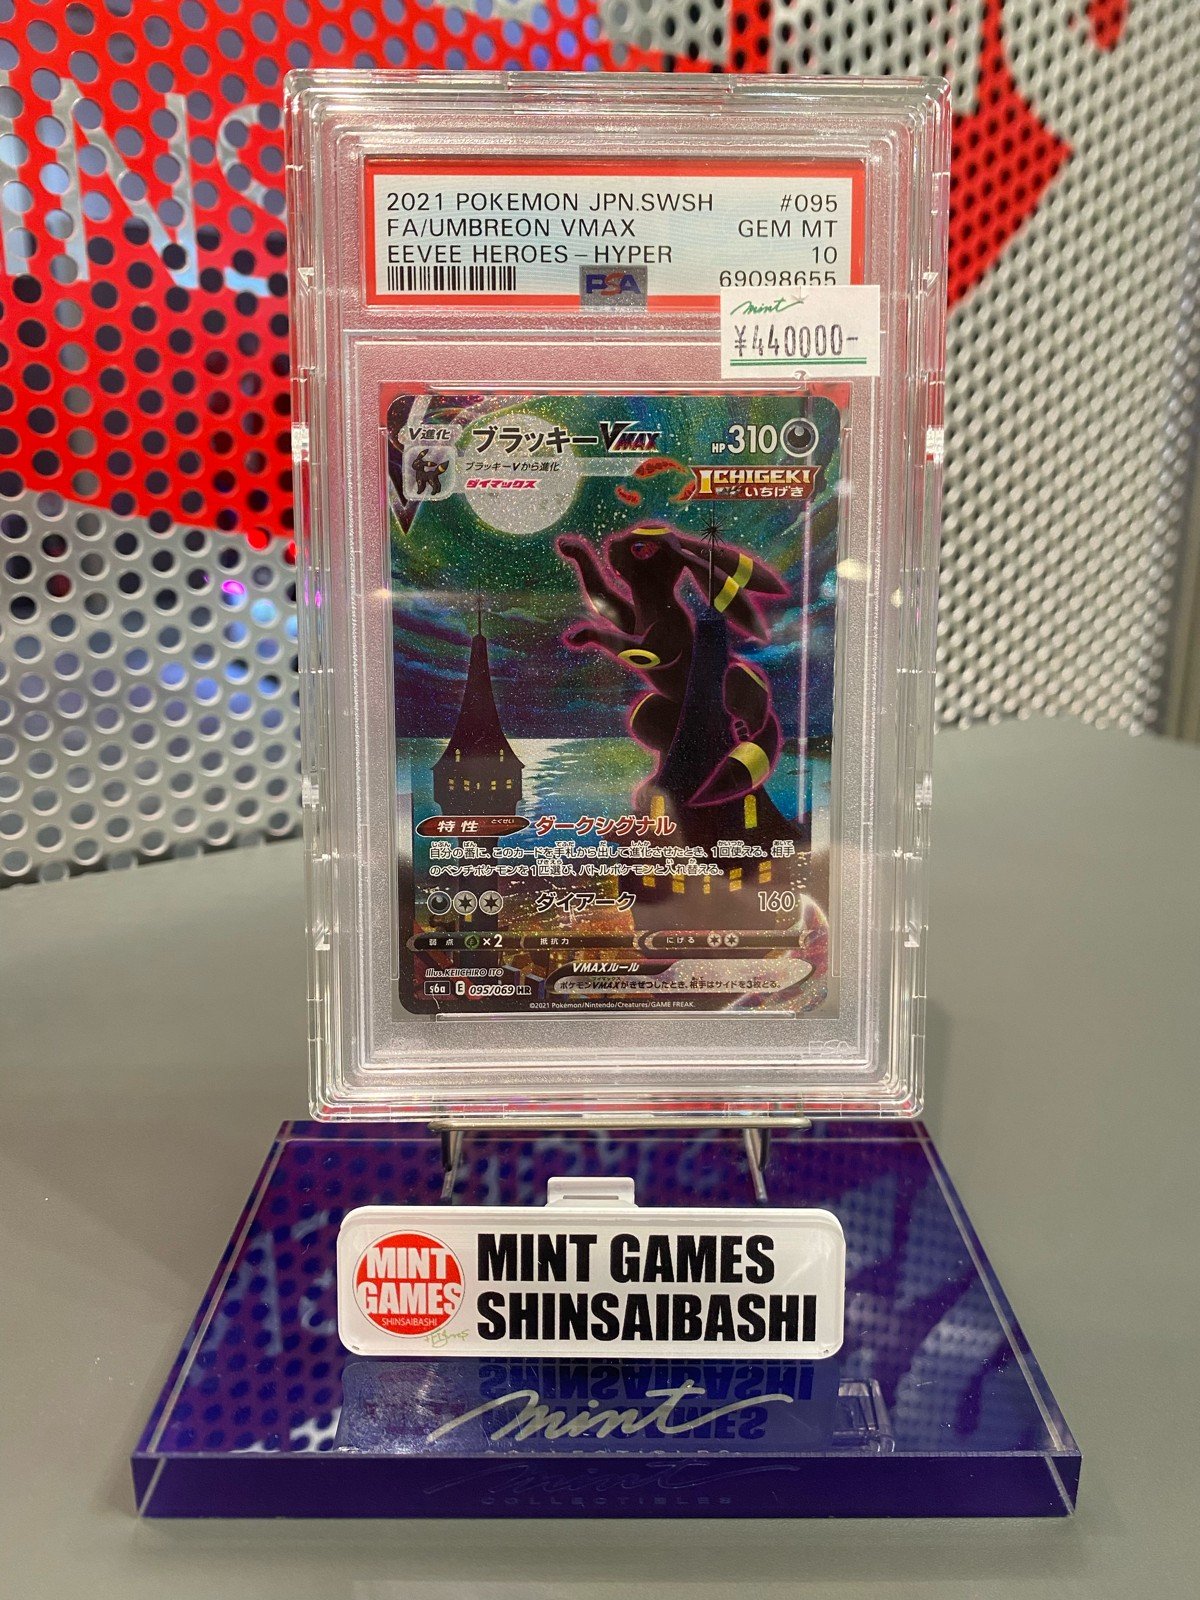 2021 POKEMON JPN.SWSH #095
FA/UMBREON VMAX GEM MT
EEVEE HEROES-HYPER 10
PSA 69098655
mint
¥440000-
V進化 ブラッキーVMAX HP310
ブラッキーVから進化
ダイマックス
ICHIGEKI
いちげき
特性 とくせい ダークシグナル
自分の番に、このカードを手札から出して進化させたとき、1回使える。相手
のベンチポケモンを1匹選び、バトルポケモンと入れ替える。
ダイアーク 160
弱点 ×2 抵抗力 にげる
Illus.KEIICHIRO ITO
VMAXルール
ポケモンVMAXがきぜつしたとき、相手はサイドを3枚とる。
s6a E 095/069 HR
©2021 Pokémon/Nintendo/Creatures/GAME FREAK.
PSA
MINT
GAMES
SHINSAIBASHI
MINT GAMES
SHINSAIBASHI
mint
COLLECTIBLES